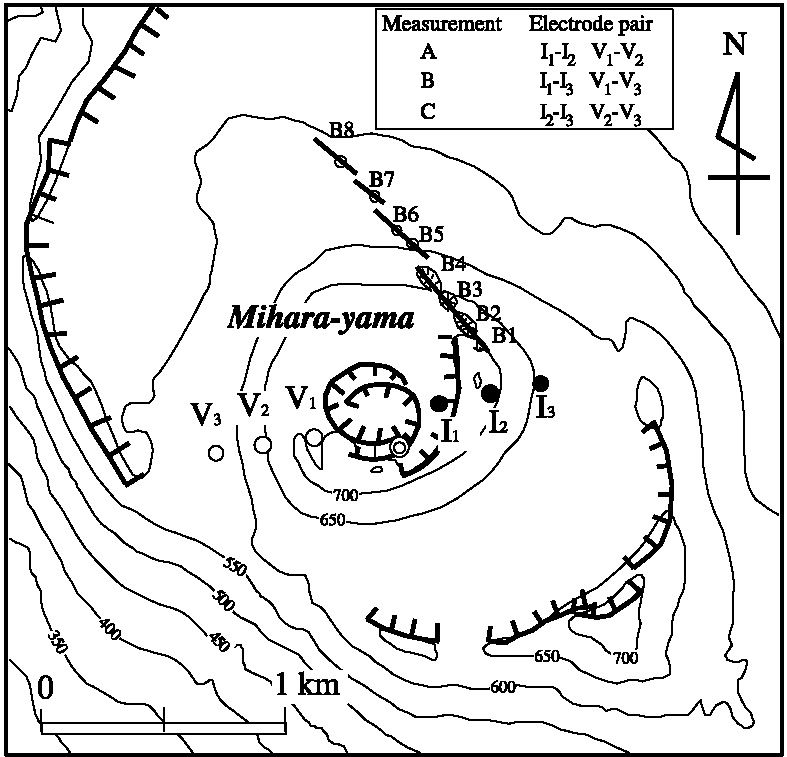 Measurement Electrode pair
A I1-I2 V1-V2
B I1-I3 V1-V3
C I2-I3 V2-V3
N
B8
B7
B6
B5
B4
B3
B2
B1
Mihara-yama
V3 V2 V1
I1 I2 I3
700
650
550
500
450
400
350
650
700
600
0 1 km